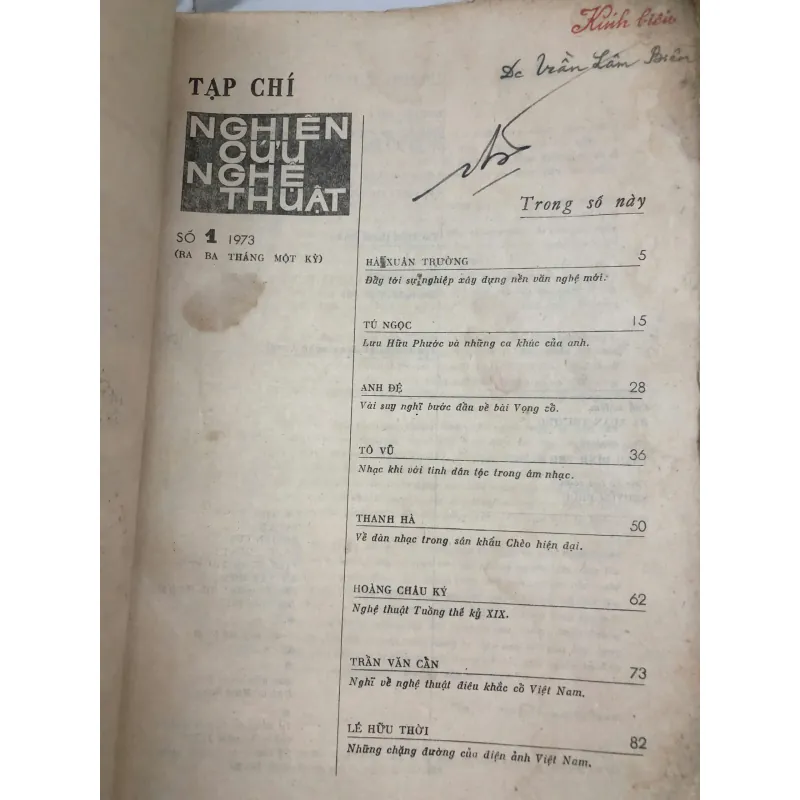 Kính biếu
Đc Trần Lâm Biền
TẠP CHÍ
NGHIÊN
CỨU
NGHỆ
THUẬT
SỐ 1 1973
(RA BA THÁNG MỘT KỲ)
Trong số này
HÀ XUÂN TRƯỜNG 5
Đầy tới sự nghiệp xây dựng nền văn nghệ mới.
TÚ NGỌC 15
Lưu Hữu Phước và những ca khúc của anh.
ANH ĐỆ 28
Vài suy nghĩ bước đầu về bài Vọng cổ.
TÔ VŨ 36
Nhạc khí với tính dân tộc trong âm nhạc.
THANH HÀ 50
Về dàn nhạc trong sân khấu Chèo hiện đại.
HOÀNG CHÂU KÝ 62
Nghệ thuật Tuồng thế kỷ XIX.
TRẦN VĂN CẨN 73
Nghĩ về nghệ thuật điêu khắc cổ Việt Nam.
LÊ HỮU THỜI 82
Những chặng đường của điện ảnh Việt Nam.